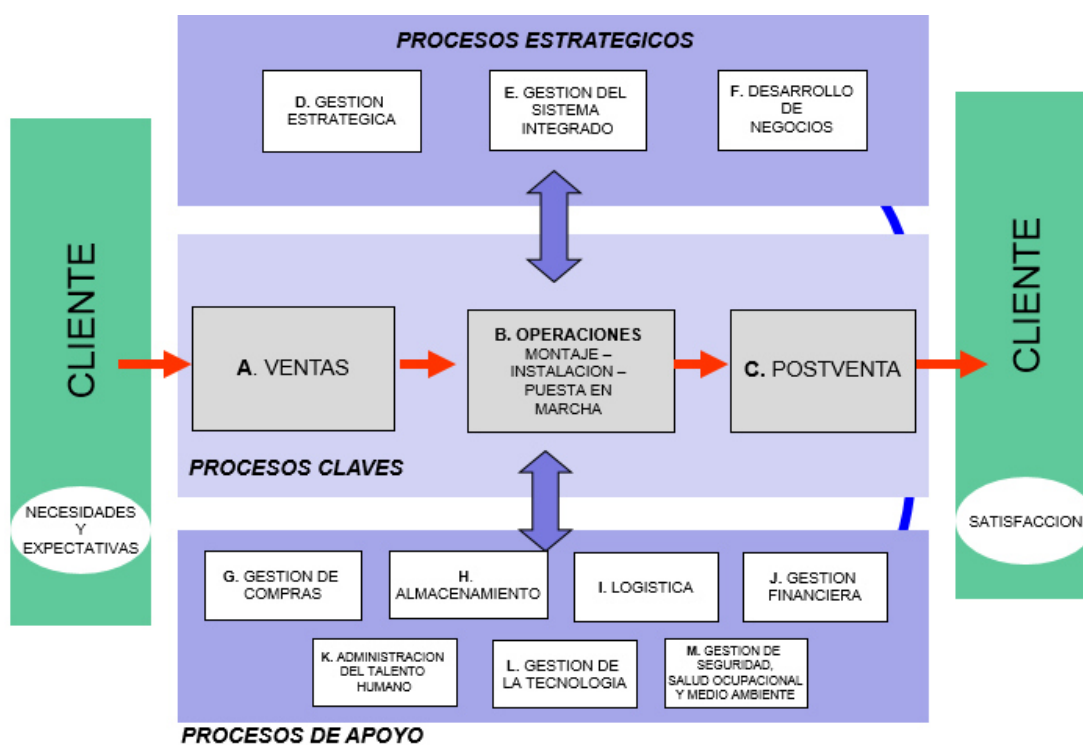 PROCESOS ESTRATEGICOS
D. GESTION
ESTRATEGICA
E. GESTION DEL
SISTEMA
INTEGRADO
F. DESARROLLO
DE
NEGOCIOS
CLIENTE
NECESIDADES
Y
EXPECTATIVAS
A. VENTAS
B. OPERACIONES
MONTAJE –
INSTALACION –
PUESTA EN
MARCHA
C. POSTVENTA
PROCESOS CLAVES
CLIENTE
SATISFACCION
G. GESTION DE
COMPRAS
H.
ALMACENAMIENTO
I. LOGISTICA
J. GESTION
FINANCIERA
K. ADMINISTRACION
DEL TALENTO
HUMANO
L. GESTION DE
LA TECNOLOGIA
M. GESTION DE
SEGURIDAD,
SALUD OCUPACIONAL
Y MEDIO AMBIENTE
PROCESOS DE APOYO